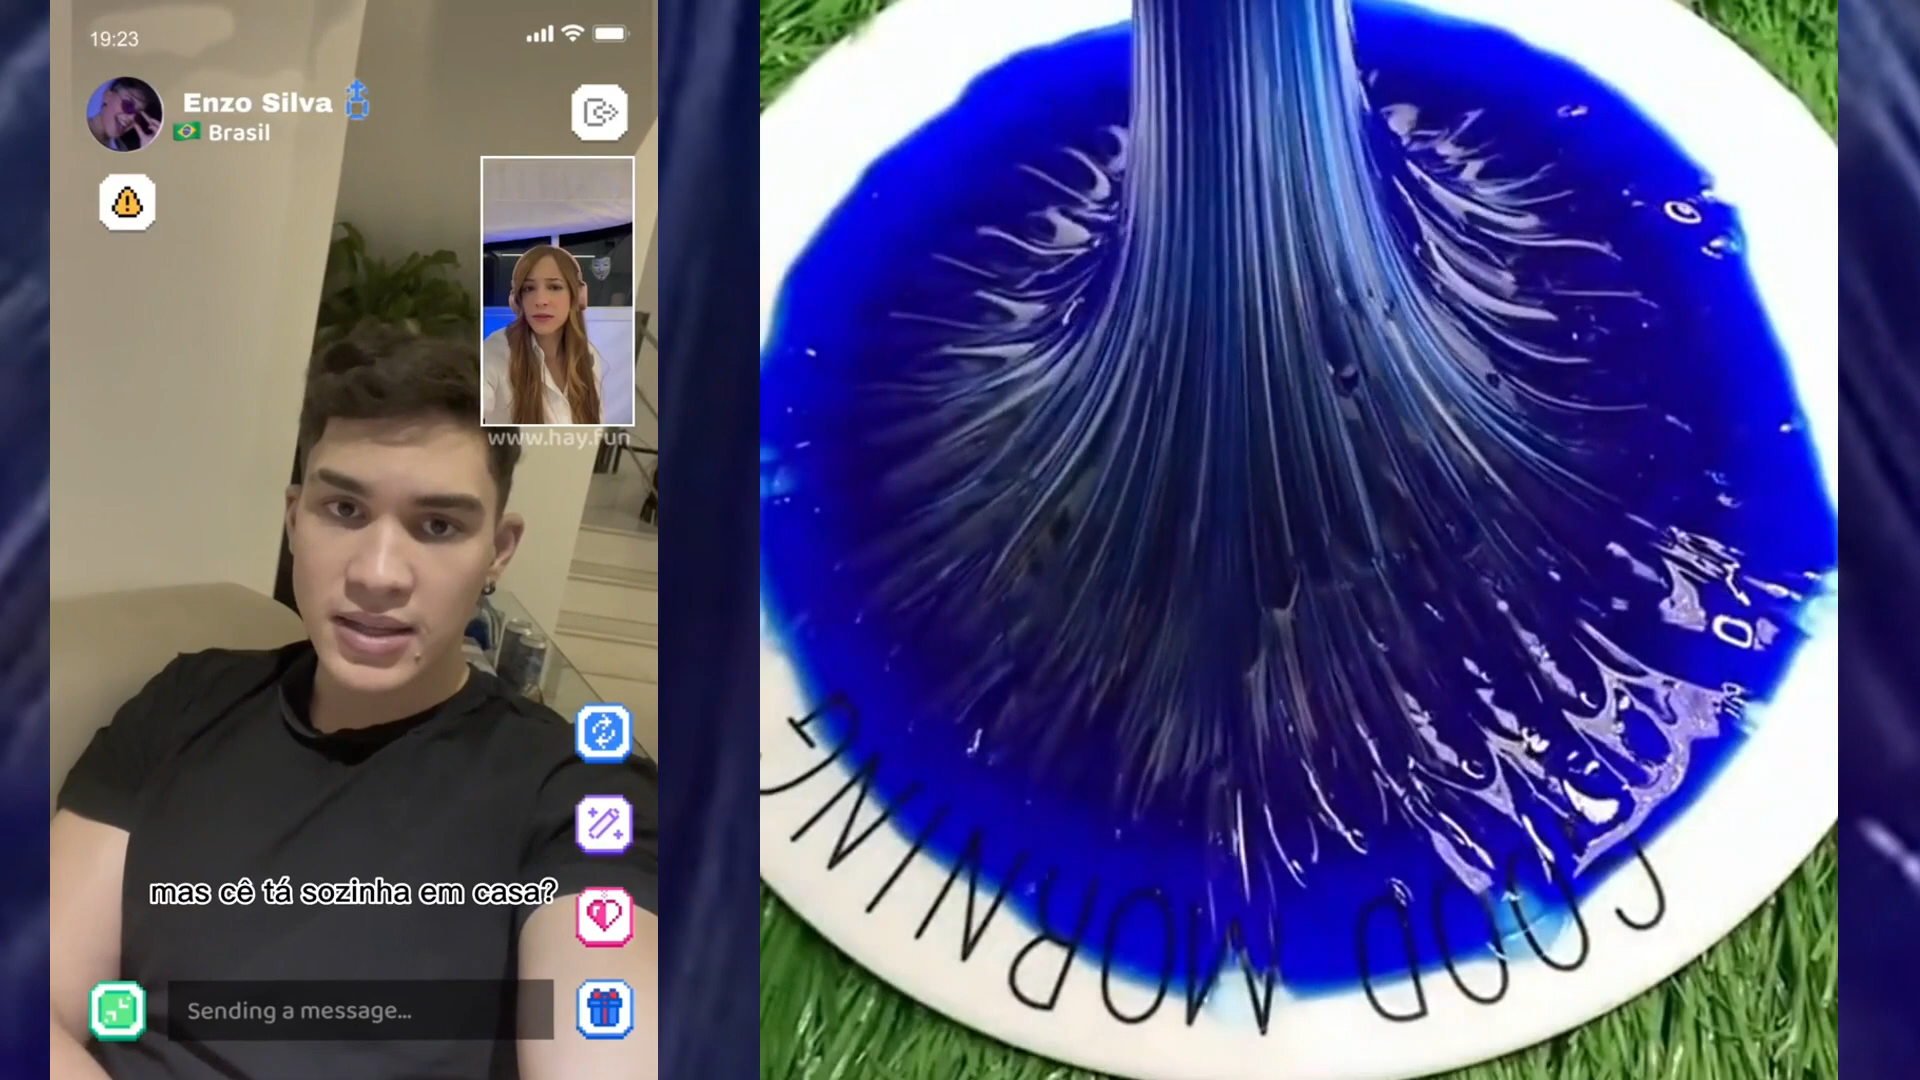 19:23
Enzo Silva
Brasil
www.hay.fun
mas cê tá sozinha em casa?
Sending a message...
GOOD MORNING